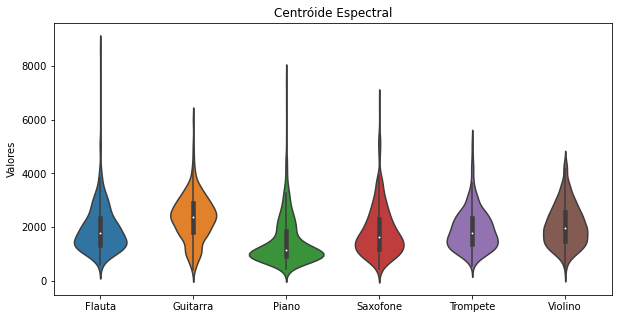 Centróide Espectral
Valores
8000
6000
4000
2000
0
Flauta Guitarra Piano Saxofone Trompete Violino